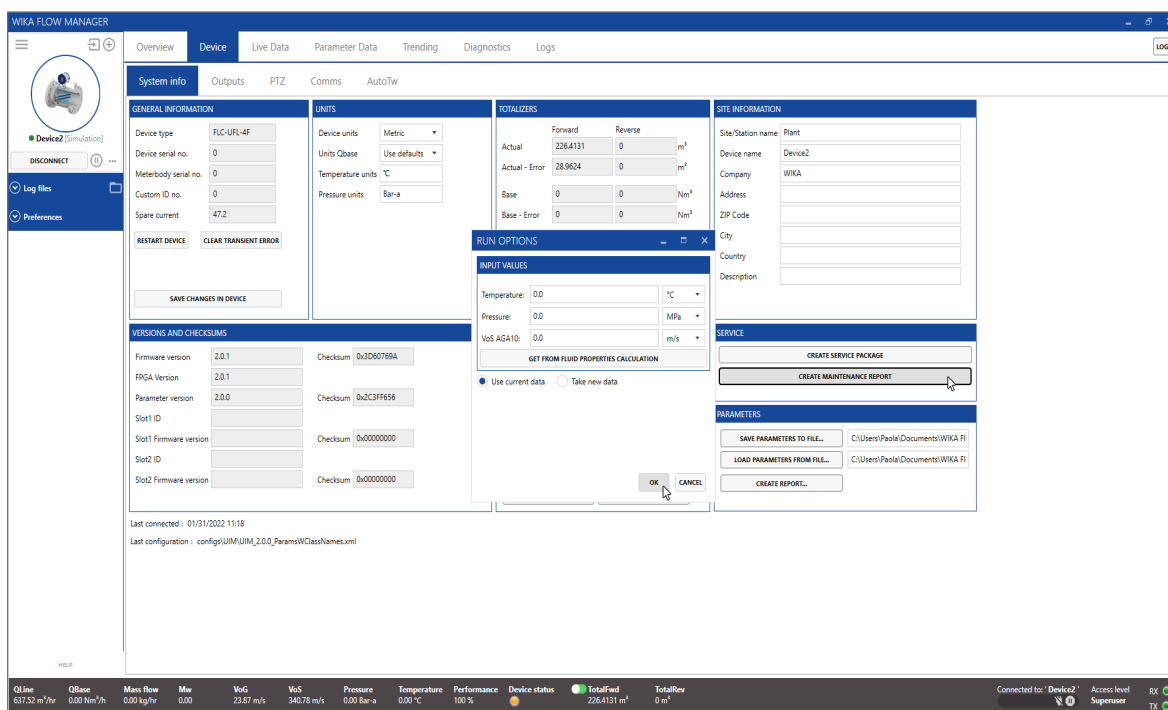 WIKA FLOW MANAGER
Overview Device Live Data Parameter Data Trending Diagnostics Logs
LOG
System info Outputs PTZ Comms AutoTw
Device2 [Simulation]
DISCONNECT
Log files
Preferences
HELP
GENERAL INFORMATION
Device type FLC-UFL-4F
Device serial no. 0
Meterbody serial no. 0
Custom ID no. 0
Spare current 47.2
RESTART DEVICE CLEAR TRANSIENT ERROR
SAVE CHANGES IN DEVICE
UNITS
Device units Metric
Units Qbase Use defaults
Temperature units °C
Pressure units Bar-a
TOTALIZERS
Forward Reverse
Actual 226.4131 0 m³
Actual - Error 28.9624 0 m³
Base 0 0 Nm³
Base - Error 0 0 Nm³
SITE INFORMATION
Site/Station name Plant
Device name Device2
Company WIKA
Address
ZIP Code
City
Country
Description
RUN OPTIONS
INPUT VALUES
Temperature: 0.0 °C
Pressure: 0.0 MPa
VoS AGA10: 0.0 m/s
GET FROM FLUID PROPERTIES CALCULATION
Use current data Take new data
OK CANCEL
VERSIONS AND CHECKSUMS
Firmware version 2.0.1 Checksum 0x3D60769A
FPGA Version 2.0.1
Parameter version 2.0.0 Checksum 0x2C3FF656
Slot1 ID
Slot1 Firmware version Checksum 0x00000000
Slot2 ID
Slot2 Firmware version Checksum 0x00000000
SERVICE
CREATE SERVICE PACKAGE
CREATE MAINTENANCE REPORT
PARAMETERS
SAVE PARAMETERS TO FILE... C:\Users\Paola\Documents\WIKA Fl
LOAD PARAMETERS FROM FILE... C:\Users\Paola\Documents\WIKA Fl
CREATE REPORT...
Last connected : 01/31/2022 11:18
Last configuration : configs\UIM\UIM_2.0.0_ParamsWClassNames.xml
QLine QBase Mass flow Mw VoG VoS Pressure Temperature Performance Device status TotalFwd TotalRev Connected to: ' Device2 ' Access level RX
637.52 m³/hr 0.00 Nm³/h 0.00 kg/hr 0.00 23.87 m/s 340.78 m/s 0.00 Bar-a 0.00 °C 100 % 226.4131 m³ 0 m³ Superuser TX